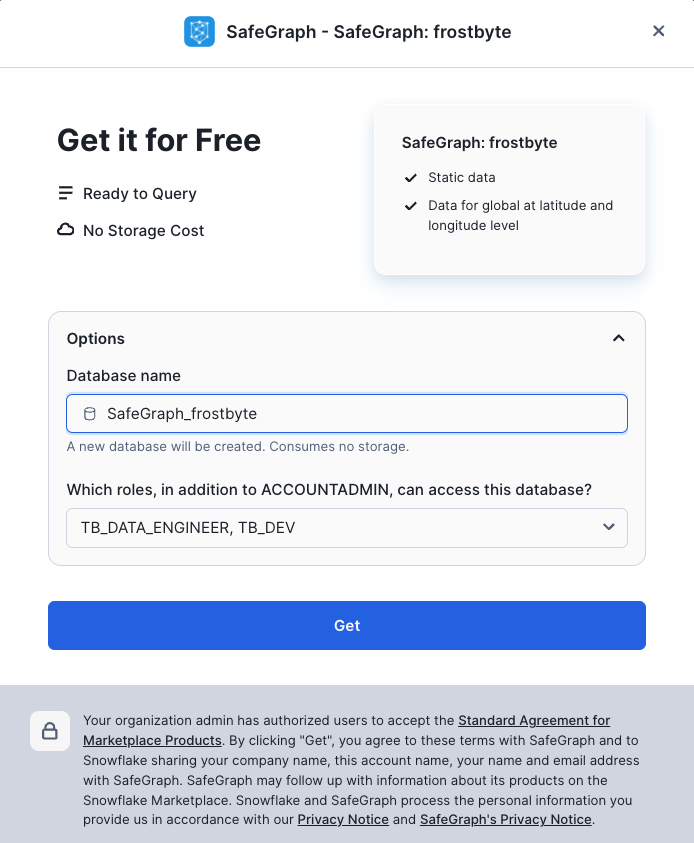 SafeGraph - SafeGraph: frostbyte
Get it for Free
Ready to Query
No Storage Cost
SafeGraph: frostbyte
Static data
Data for global at latitude and
longitude level
Options
Database name
SafeGraph_frostbyte
A new database will be created. Consumes no storage.
Which roles, in addition to ACCOUNTADMIN, can access this database?
TB_DATA_ENGINEER, TB_DEV
Get
Your organization admin has authorized users to accept the Standard Agreement for
Marketplace Products. By clicking "Get", you agree to these terms with SafeGraph and to
Snowflake sharing your company name, this account name, your name and email address
with SafeGraph. SafeGraph may follow up with information about its products on the
Snowflake Marketplace. Snowflake and SafeGraph process the personal information you
provide us in accordance with our Privacy Notice and SafeGraph's Privacy Notice.